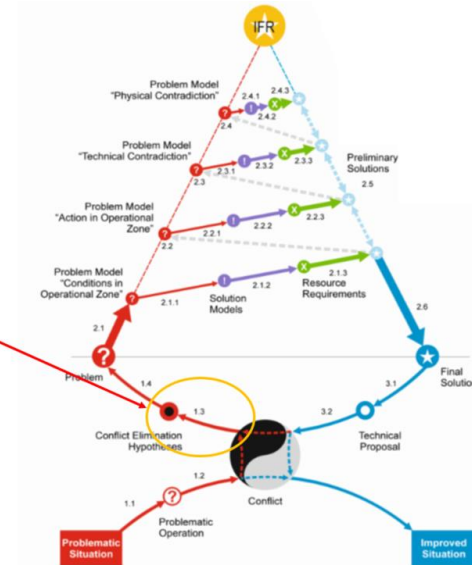 IFR
Problem Model
"Physical Contradiction"
2.4.1
2.4.3
2.4.2
2.4
Problem Model
"Technical Contradiction"
2.3.1
2.3.2
2.3.3
2.3
Preliminary
Solutions
2.5
Problem Model
"Action in Operational
Zone"
2.2.1
2.2.2
2.2.3
2.2
Problem Model
"Conditions in
Operational Zone"
2.1.1
Solution
Models
2.1.2
Resource
Requirements
2.1.3
2.1
2.6
Problem
Final
Solutio
1.4
3.1
1.3
3.2
Conflict Elimination
Hypotheses
Technical
Proposal
1.2
1.1
Conflict
Problematic
Operation
Problematic
Situation
Improved
Situation